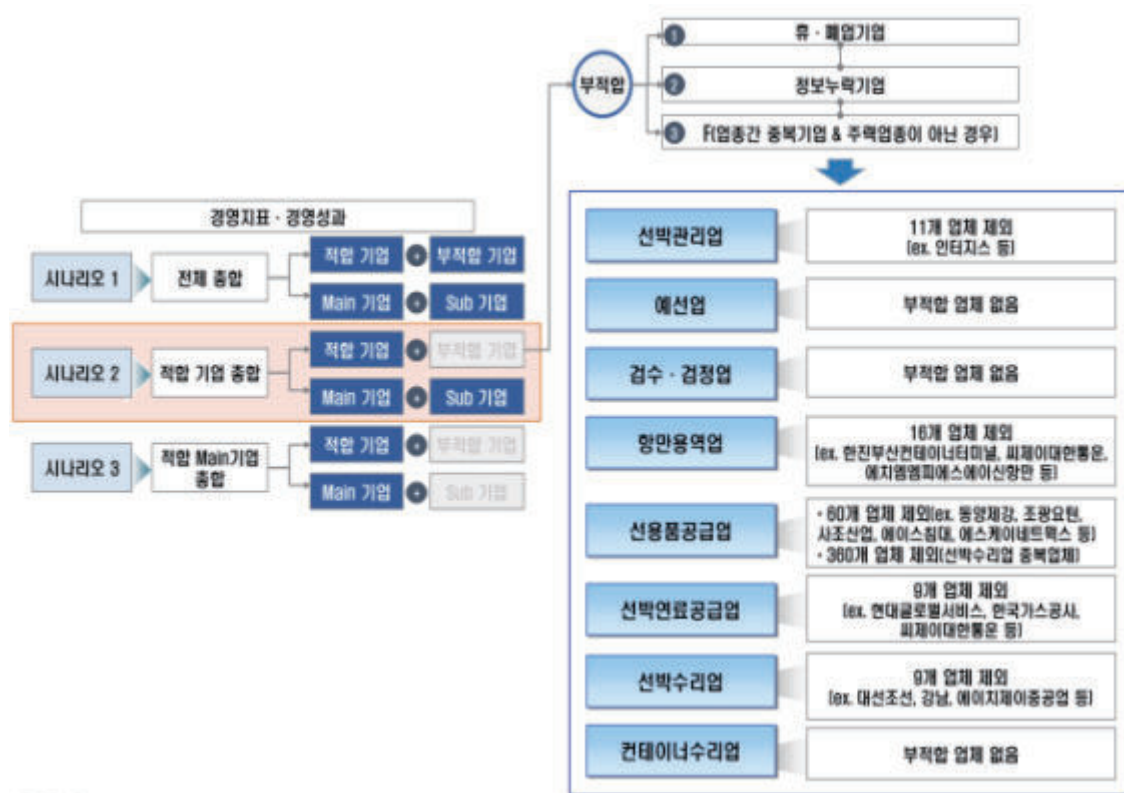 부적합
1 휴 · 폐업기업
2 정보누락기업
3 F(업종간 중복기업 & 주력업종이 아닌 경우)
경영지표 · 경영성과
시나리오 1
전체 종합
적합 기업 + 부적합 기업
Main 기업 + Sub 기업
시나리오 2
적합 기업 종합
적합 기업 + 부적합 기업
Main 기업 + Sub 기업
시나리오 3
적합 Main기업
종합
적합 기업 + 부적합 기업
Main 기업 + Sub 기업
선박관리업
11개 업체 제외
(ex. 인터지스 등)
예선업
부적합 업체 없음
검수 · 검정업
부적합 업체 없음
항만용역업
16개 업체 제외
(ex. 한진부산컨테이너터미널, 씨제이대한통운,
에치엠엠피에스에이신항만 등)
선용품공급업
· 60개 업체 제외(ex. 동양제강, 조광요턴,
사조산업, 에이스침대, 에스케이네트웍스 등)
· 360개 업체 제외(선박수리업 중복업체)
선박연료공급업
9개 업체 제외
(ex. 현대글로벌서비스, 한국가스공사,
씨제이대한통운 등)
선박수리업
9개 업체 제외
(ex. 대선조선, 강남, 에이치제이중공업 등)
컨테이너수리업
부적합 업체 없음